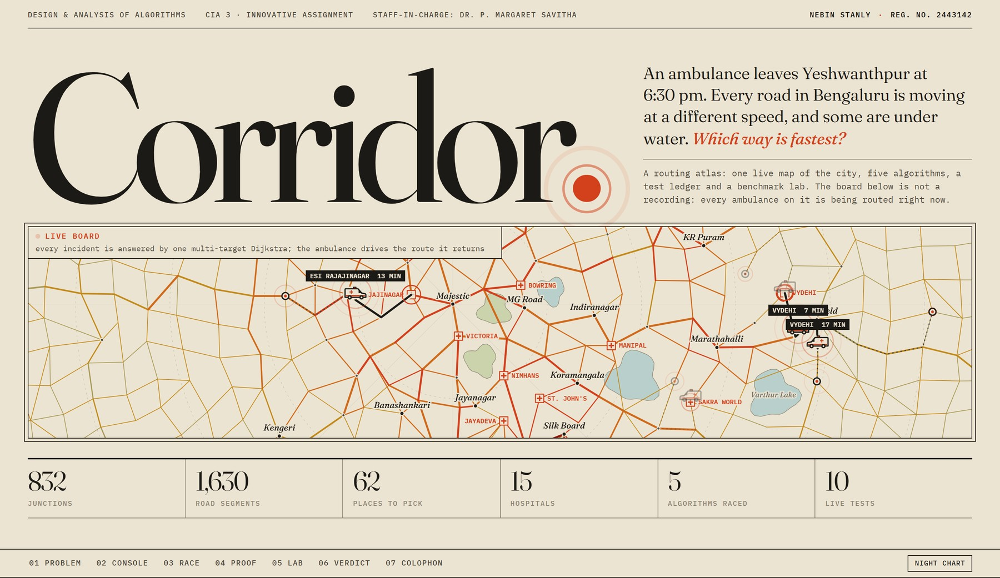 DESIGN & ANALYSIS OF ALGORITHMS CIA 3 · INNOVATIVE ASSIGNMENT STAFF-IN-CHARGE: DR. P. MARGARET SAVITHA NEBIN STANLY · REG. NO. 2443142
Corridor
An ambulance leaves Yeshwanthpur at
6:30 pm. Every road in Bengaluru is moving
at a different speed, and some are under
water. Which way is fastest?
A routing atlas: one live map of the city, five algorithms, a
test ledger and a benchmark lab. The board below is not a
recording: every ambulance on it is being routed right now.
LIVE BOARD
every incident is answered by one multi-target Dijkstra; the ambulance drives the route it returns
KR Puram
ESI RAJAJINAGAR 13 MIN
BOWRING
JAJINAGAR
Majestic
MG Road
Indiranagar
YDEHI
VYDEHI 7 MIN
eld
VYDEHI 17 MIN
VICTORIA
MANIPAL
Marathahalli
NIMHANS
Koramangala
ST. JOHN'S
Jayanagar
Banashankari
SAKRA WORLD
Varthur Lake
JAYADEVA
Silk Board
Kengeri
832 1,630 62 15 5 10
JUNCTIONS ROAD SEGMENTS PLACES TO PICK HOSPITALS ALGORITHMS RACED LIVE TESTS
01 PROBLEM 02 CONSOLE 03 RACE 04 PROOF 05 LAB 06 VERDICT 07 COLOPHON NIGHT CHART